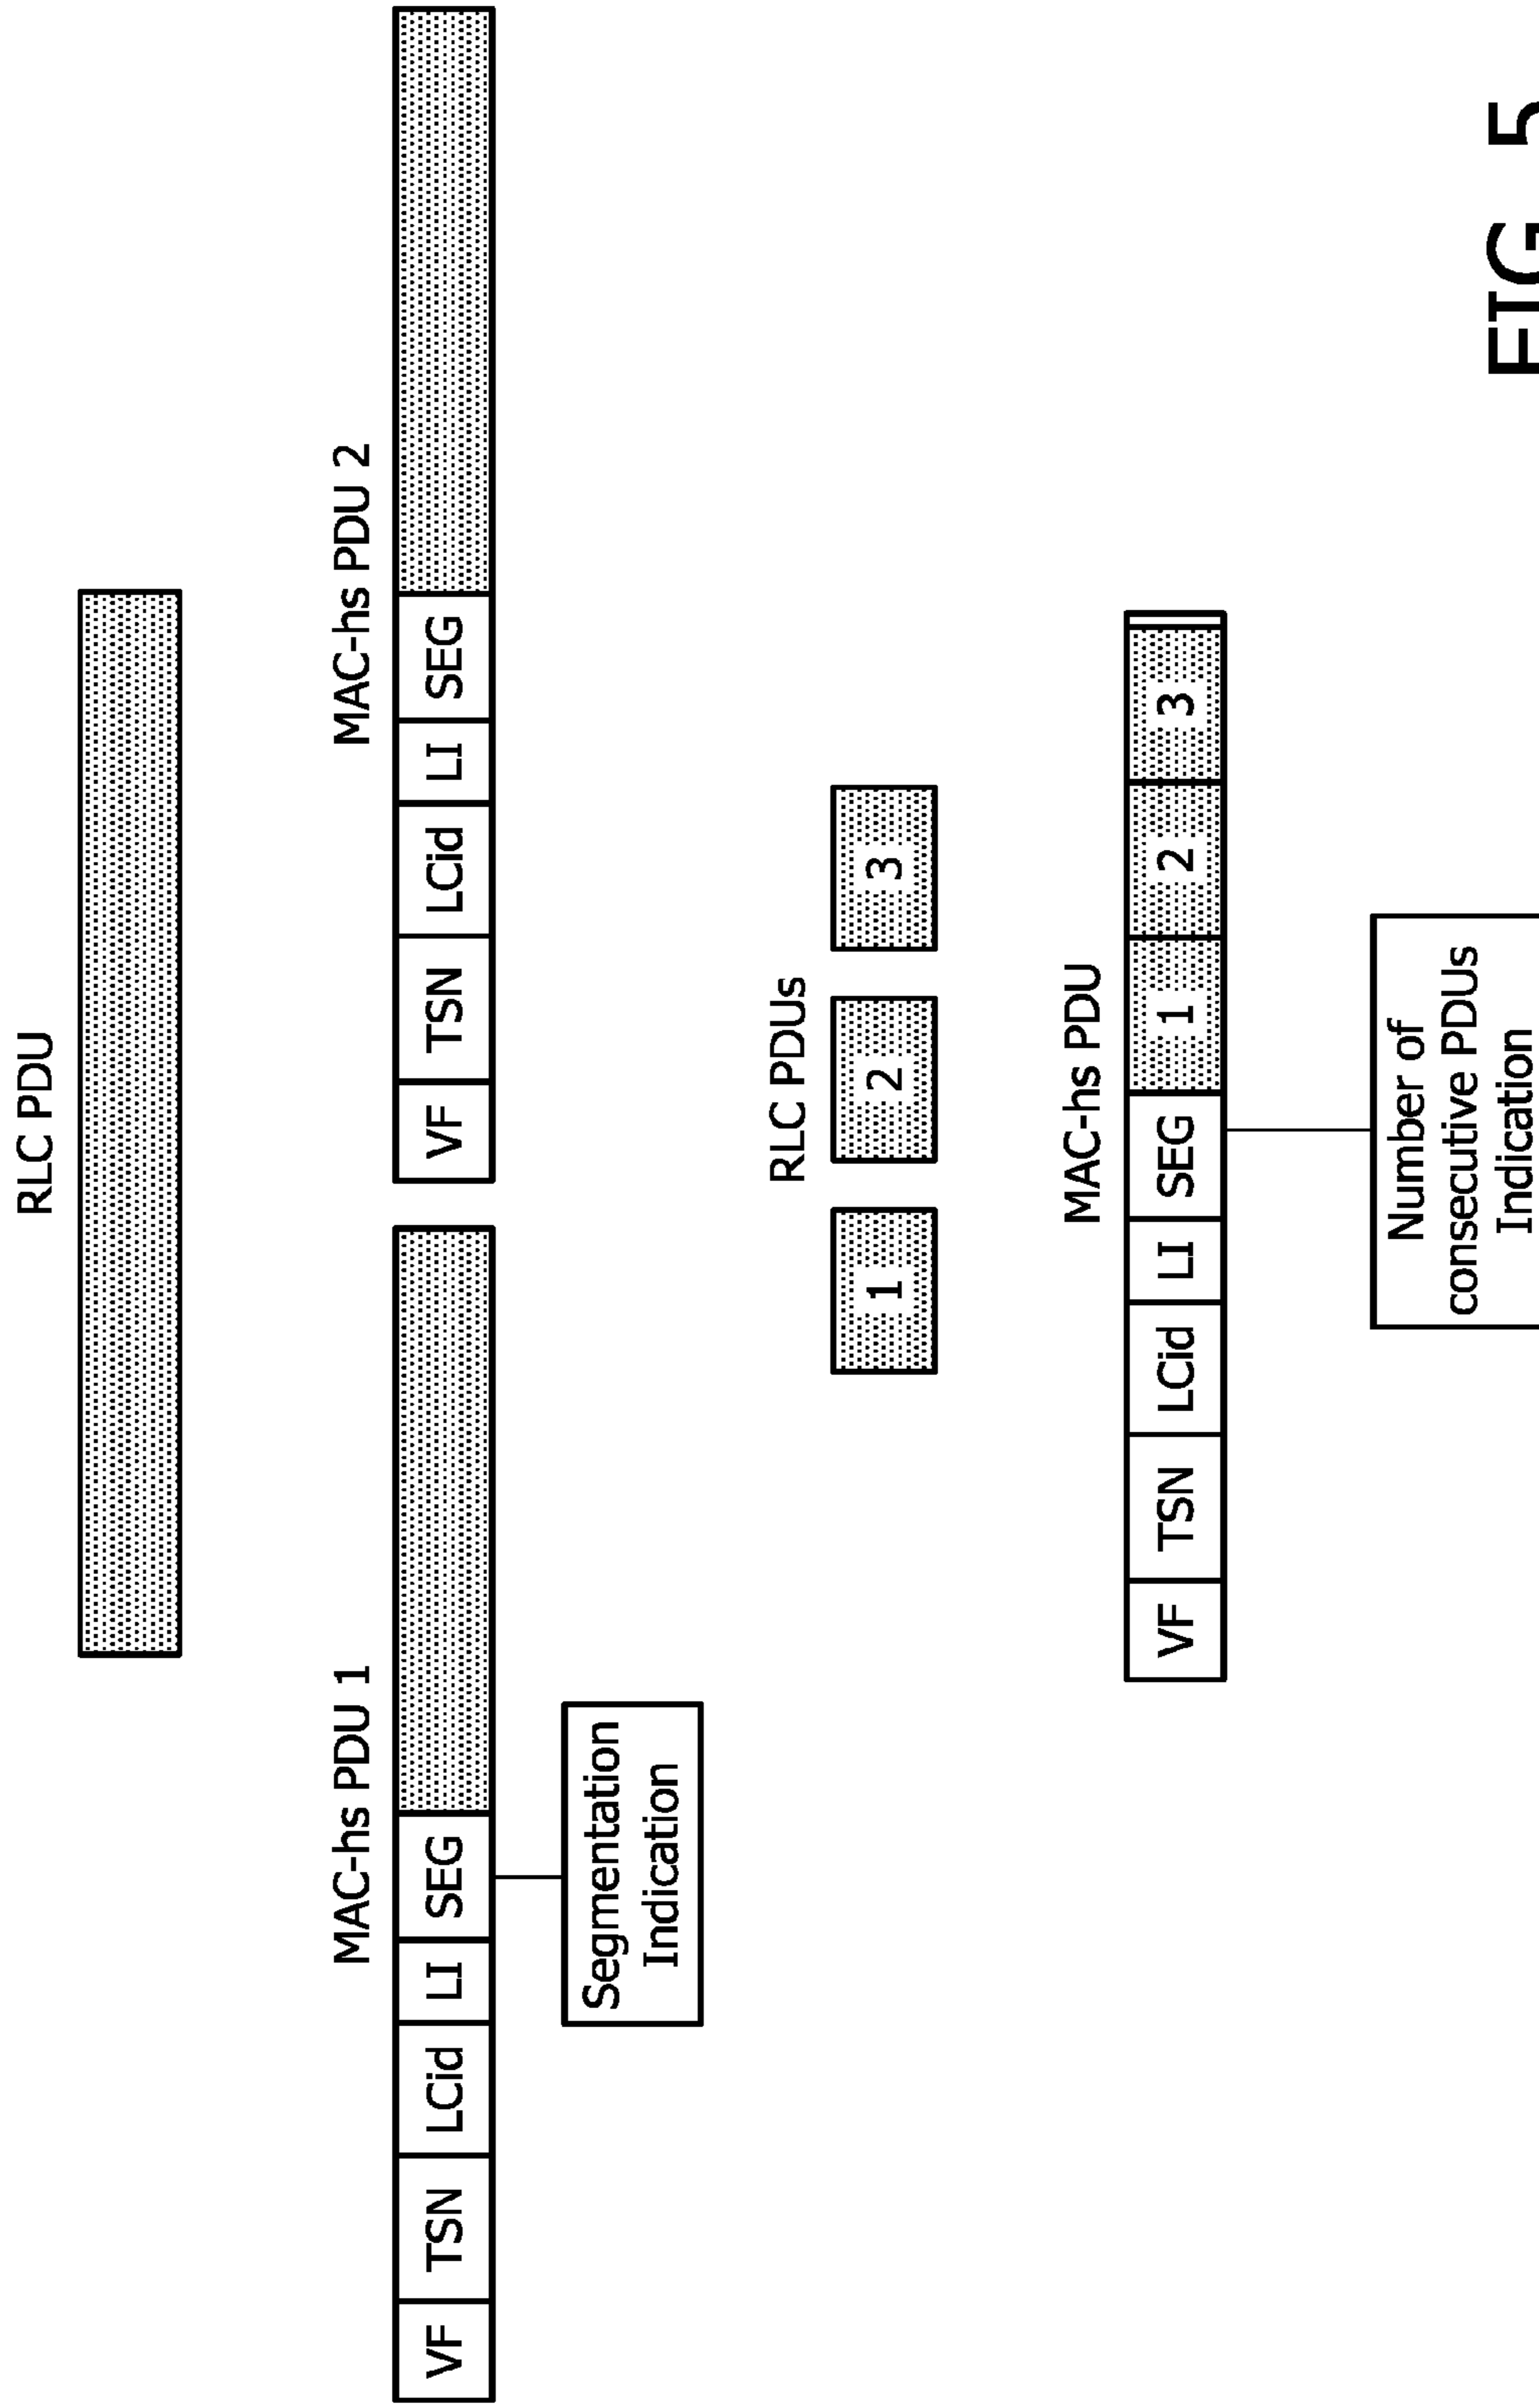 RLC PDU
MAC-hs PDU 1
MAC-hs PDU 2
VF TSN LCid LI SEG
VF TSN LCid LI SEG
Segmentation
Indication
RLC PDUs
1 2 3
MAC-hs PDU
VF TSN LCid LI SEG 1 2 3
Number of
consecutive PDUs
Indication
FIG. 5